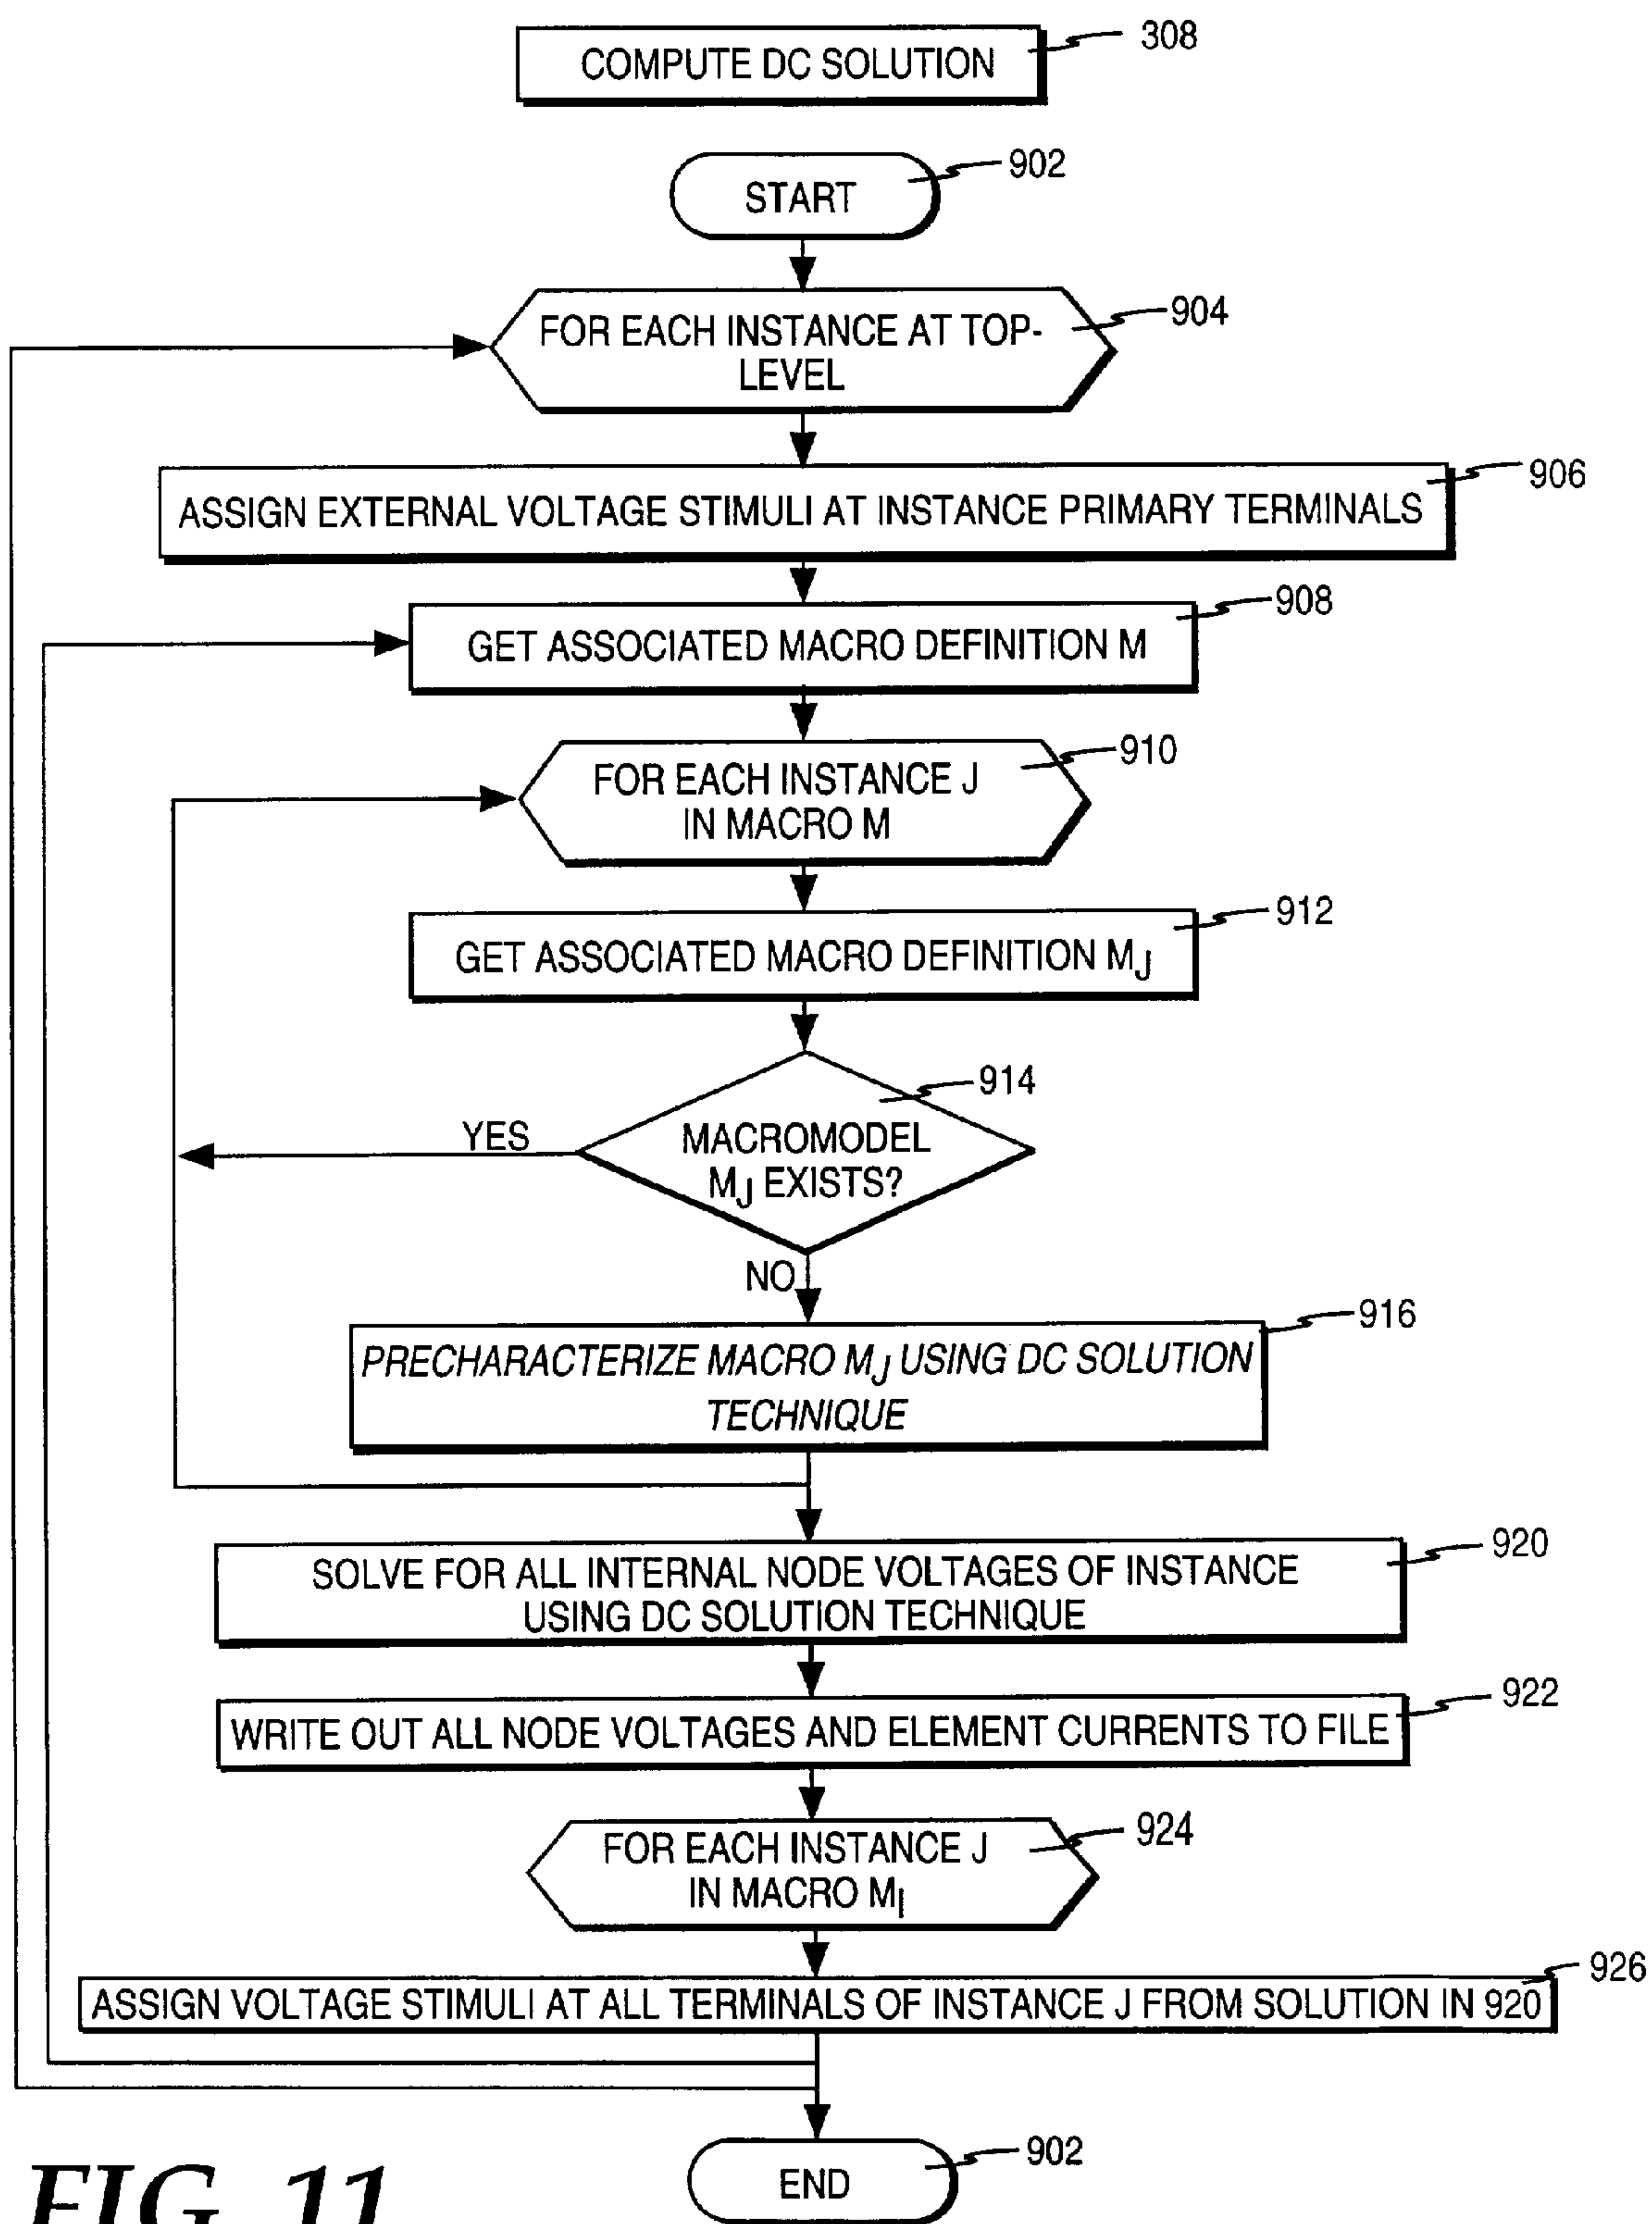 COMPUTE DC SOLUTION
308
START
902
FOR EACH INSTANCE AT TOP-
LEVEL
904
ASSIGN EXTERNAL VOLTAGE STIMULI AT INSTANCE PRIMARY TERMINALS
906
GET ASSOCIATED MACRO DEFINITION M
908
FOR EACH INSTANCE J
IN MACRO M
910
GET ASSOCIATED MACRO DEFINITION MJ
912
MACROMODEL
MJ EXISTS?
914
YES
NO
PRECHARACTERIZE MACRO MJ USING DC SOLUTION
TECHNIQUE
916
SOLVE FOR ALL INTERNAL NODE VOLTAGES OF INSTANCE
USING DC SOLUTION TECHNIQUE
920
WRITE OUT ALL NODE VOLTAGES AND ELEMENT CURRENTS TO FILE
922
FOR EACH INSTANCE J
IN MACRO MI
924
ASSIGN VOLTAGE STIMULI AT ALL TERMINALS OF INSTANCE J FROM SOLUTION IN 920
926
END
902
FIG. 11